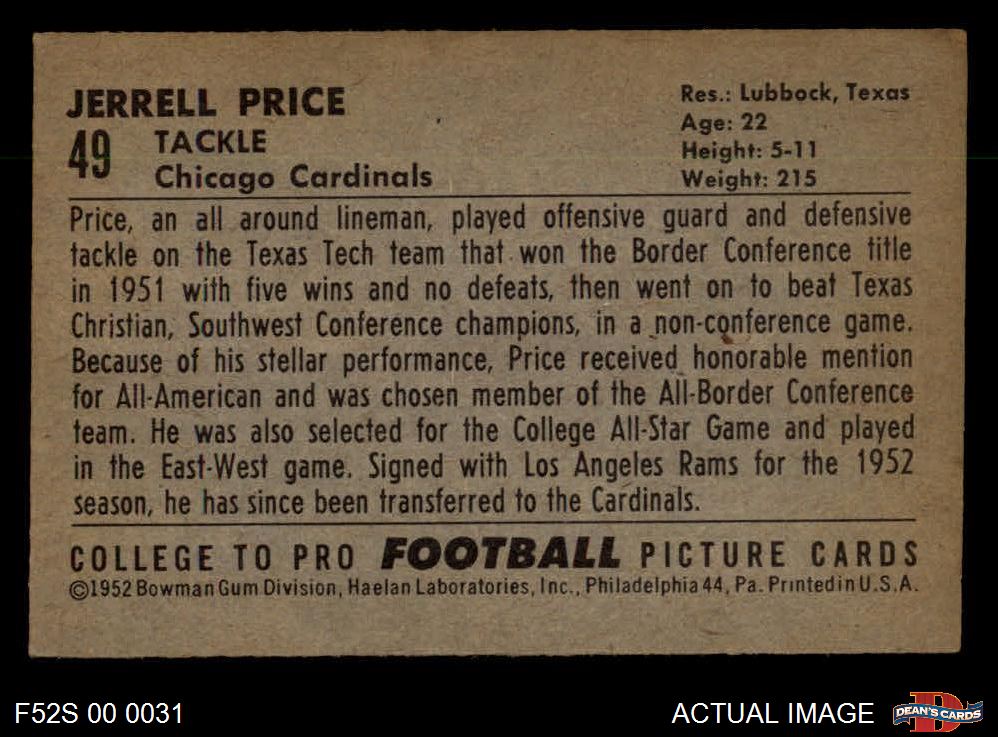 JERRELL PRICE
49 TACKLE
Chicago Cardinals
Res.: Lubbock, Texas
Age: 22
Height: 5-11
Weight: 215
Price, an all around lineman, played offensive guard and defensive
tackle on the Texas Tech team that won the Border Conference title
in 1951 with five wins and no defeats, then went on to beat Texas
Christian, Southwest Conference champions, in a non-conference game.
Because of his stellar performance, Price received honorable mention
for All-American and was chosen member of the All-Border Conference
team. He was also selected for the College All-Star Game and played
in the East-West game. Signed with Los Angeles Rams for the 1952
season, he has since been transferred to the Cardinals.
COLLEGE TO PRO FOOTBALL PICTURE CARDS
©1952 Bowman Gum Division, Haelan Laboratories, Inc., Philadelphia 44, Pa. Printed in U.S.A.
F52S 00 0031
ACTUAL IMAGE
D
DEAN'S CARDS